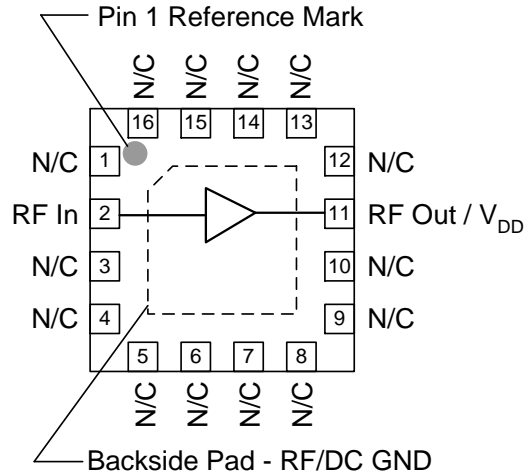 Pin 1 Reference Mark
N/C N/C N/C N/C
16 15 14 13
N/C 1 12 N/C
RF In 2 11 RF Out / V_DD
N/C 3 10 N/C
N/C 4 9 N/C
5 6 7 8
N/C N/C N/C N/C
Backside Pad - RF/DC GND